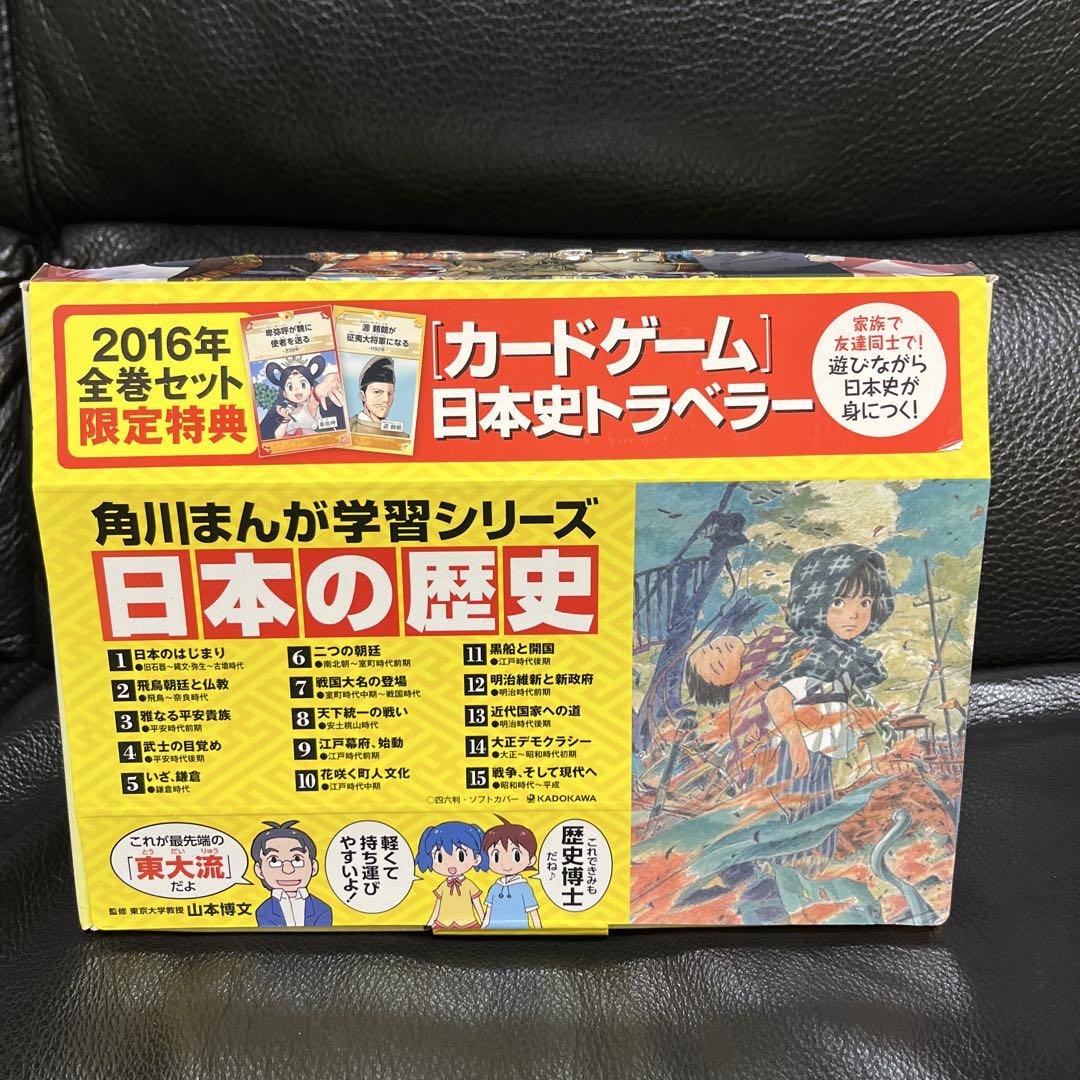 2016年
全巻セット
限定特典
卑弥呼が魏に
使者を送る
-239年-
源 頼朝が
征夷大将軍になる
-1192年-
源 頼朝
[カードゲーム]
日本史トラベラー
家族で
友達同士で!
遊びながら
日本史が
身につく!
角川まんが学習シリーズ
日本の歴史
1 日本のはじまり
●旧石器〜縄文・弥生〜古墳時代
2 飛鳥朝廷と仏教
●飛鳥〜奈良時代
3 雅なる平安貴族
●平安時代前期
4 武士の目覚め
●平安時代後期
5 いざ、鎌倉
●鎌倉時代
6 二つの朝廷
●南北朝〜室町時代前期
7 戦国大名の登場
●室町時代中期〜戦国時代
8 天下統一の戦い
●安土桃山時代
9 江戸幕府、始動
●江戸時代前期
10 花咲く町人文化
●江戸時代中期
11 黒船と開国
●江戸時代後期
12 明治維新と新政府
●明治時代前期
13 近代国家への道
●明治時代後期
14 大正デモクラシー
●大正〜昭和時代初期
15 戦争、そして現代へ
●昭和時代〜平成
○四六判・ソフトカバー KADOKAWA
これが最先端の
「東大流」
とう だい りゅう
だよ
監修 東京大学教授 山本博文
軽くて
持ち運び
やすいよ!
これできみも
歴史博士
だね♪